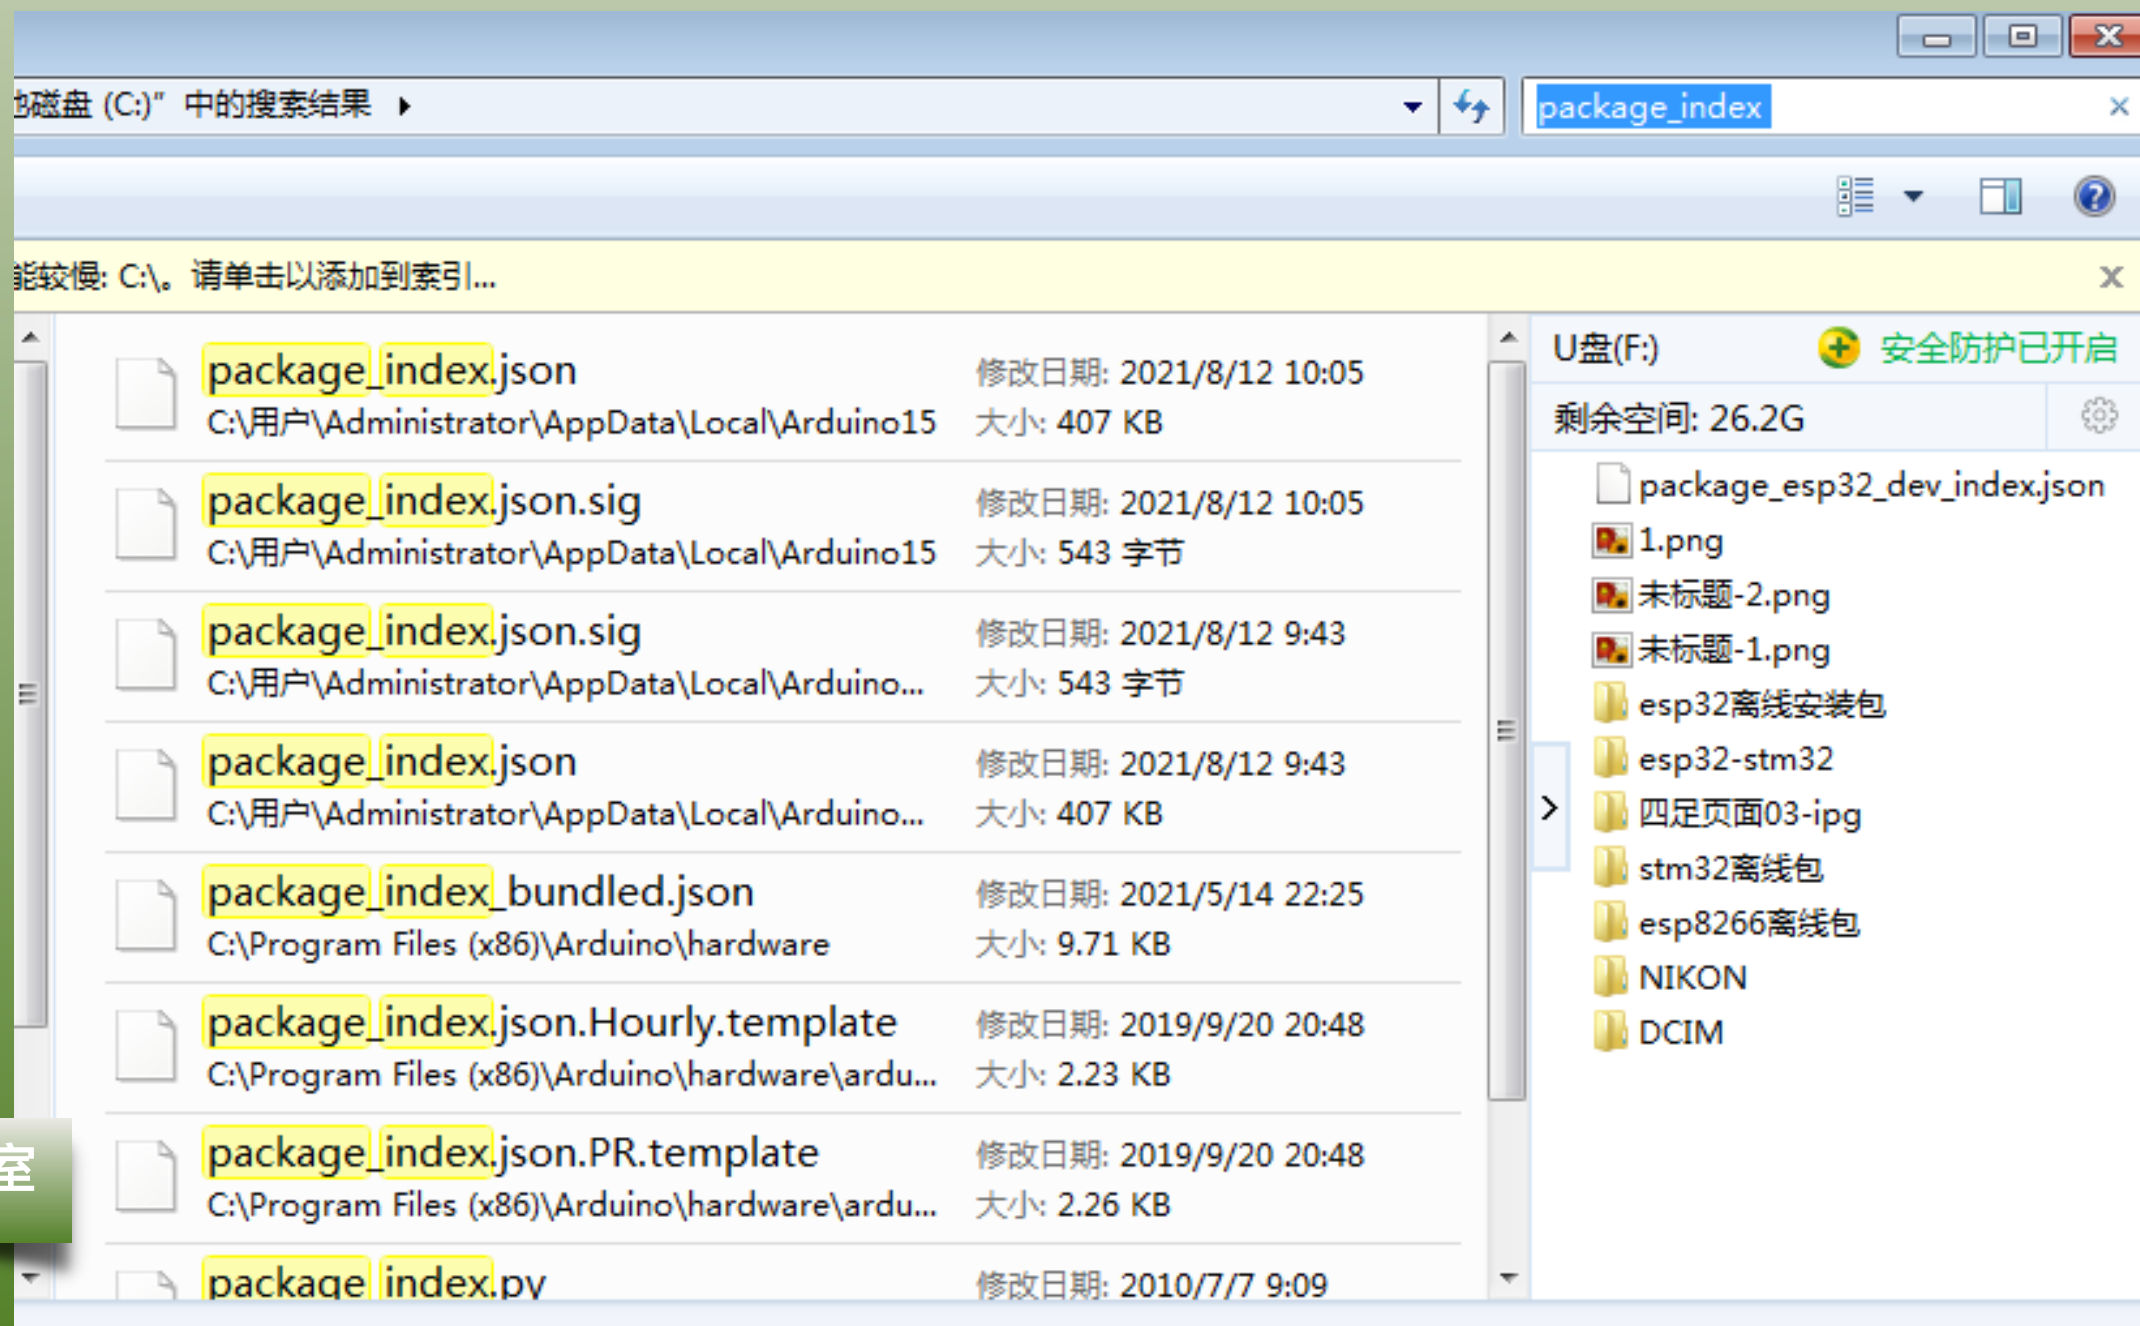 磁盘 (C:)" 中的搜索结果
package_index
能较慢: C:\。请单击以添加到索引...
package_index.json
修改日期: 2021/8/12 10:05
C:\用户\Administrator\AppData\Local\Arduino15
大小: 407 KB
package_index.json.sig
修改日期: 2021/8/12 10:05
C:\用户\Administrator\AppData\Local\Arduino15
大小: 543 字节
package_index.json.sig
修改日期: 2021/8/12 9:43
C:\用户\Administrator\AppData\Local\Arduino...
大小: 543 字节
package_index.json
修改日期: 2021/8/12 9:43
C:\用户\Administrator\AppData\Local\Arduino...
大小: 407 KB
package_index_bundled.json
修改日期: 2021/5/14 22:25
C:\Program Files (x86)\Arduino\hardware
大小: 9.71 KB
package_index.json.Hourly.template
修改日期: 2019/9/20 20:48
C:\Program Files (x86)\Arduino\hardware\ardu...
大小: 2.23 KB
package_index.json.PR.template
修改日期: 2019/9/20 20:48
C:\Program Files (x86)\Arduino\hardware\ardu...
大小: 2.26 KB
package_index.py
修改日期: 2010/7/7 9:09
U盘(F:)
安全防护已开启
剩余空间: 26.2G
package_esp32_dev_index.json
1.png
未标题-2.png
未标题-1.png
esp32离线安装包
esp32-stm32
四足页面03-ipg
stm32离线包
esp8266离线包
NIKON
DCIM
室